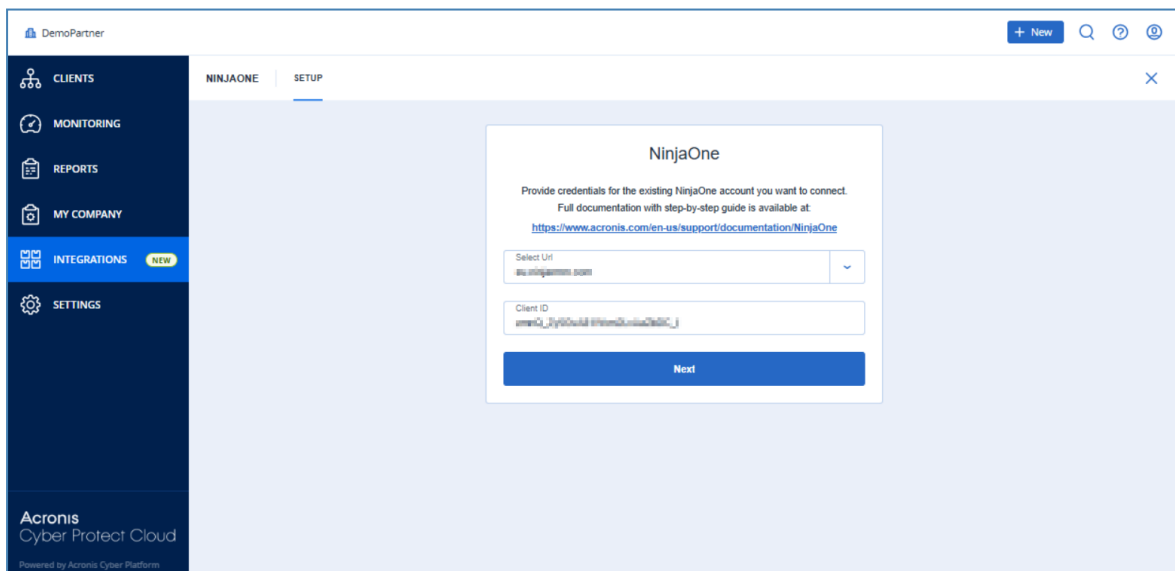 DemoPartner
+ New
CLIENTS
NINJAONE
SETUP
MONITORING
REPORTS
MY COMPANY
INTEGRATIONS
NEW
SETTINGS
NinjaOne
Provide credentials for the existing NinjaOne account you want to connect.
Full documentation with step-by-step guide is available at:
https://www.acronis.com/en-us/support/documentation/NinjaOne
Select Url
Client ID
Next
Acronis
Cyber Protect Cloud
Powered by Acronis Cyber Platform